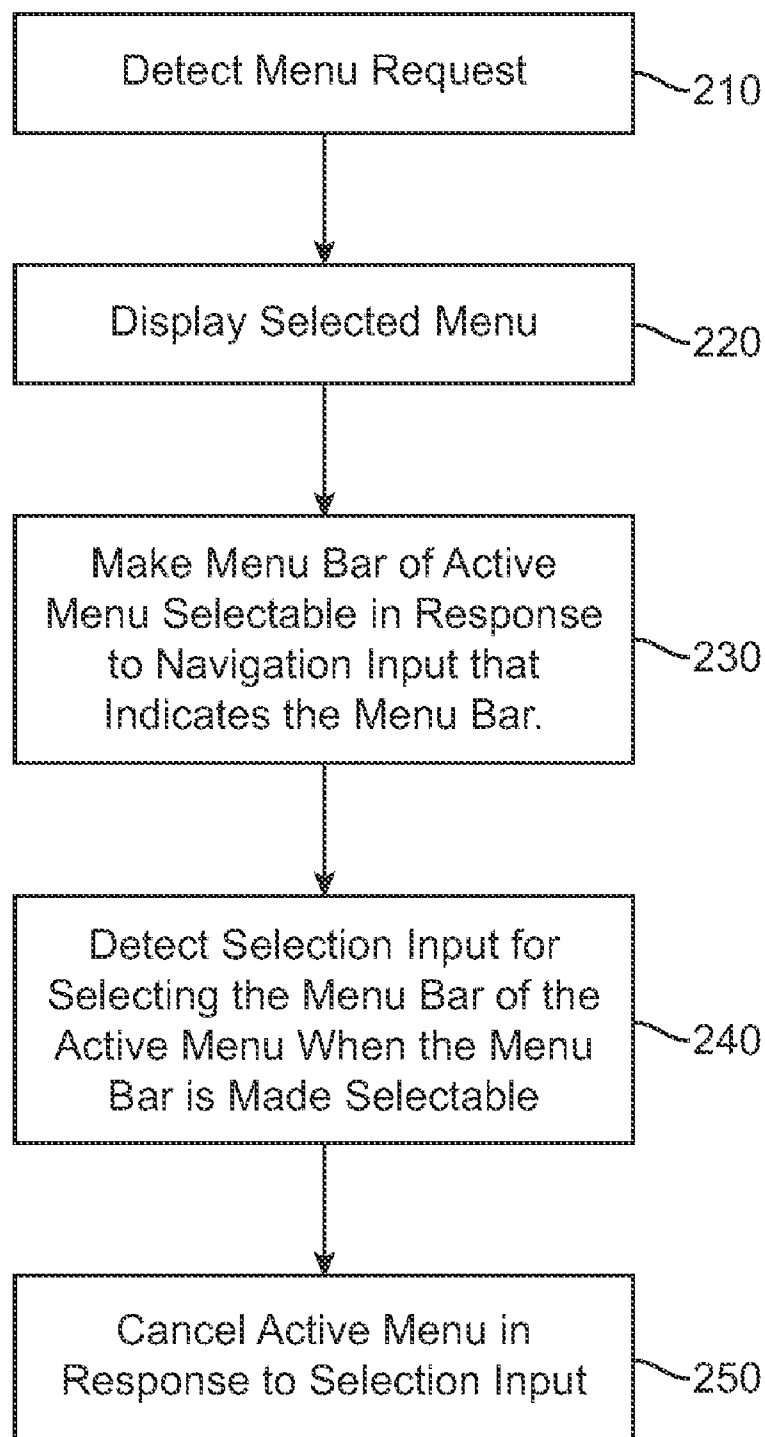 Detect Menu Request
210
Display Selected Menu
220
Make Menu Bar of Active
Menu Selectable in Response
to Navigation Input that
Indicates the Menu Bar.
230
Detect Selection Input for
Selecting the Menu Bar of the
Active Menu When the Menu
Bar is Made Selectable
240
Cancel Active Menu in
Response to Selection Input
250